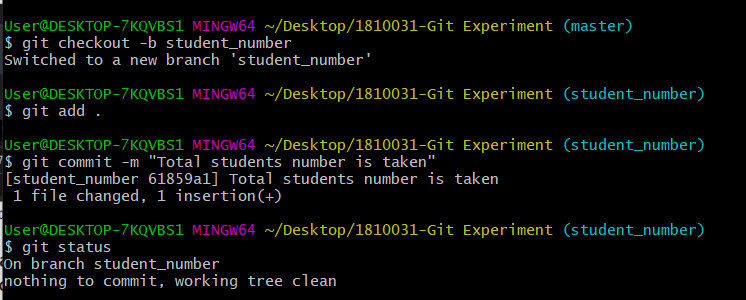 User@DESKTOP-7KQVBS1 MINGW64 ~/Desktop/1810031-Git Experiment (master)
$ git checkout -b student_number
Switched to a new branch 'student_number'
User@DESKTOP-7KQVBS1 MINGW64 ~/Desktop/1810031-Git Experiment (student_number)
$ git add .
User@DESKTOP-7KQVBS1 MINGW64 ~/Desktop/1810031-Git Experiment (student_number)
$ git commit -m "Total students number is taken"
[student_number 61859a1] Total students number is taken
 1 file changed, 1 insertion(+)
User@DESKTOP-7KQVBS1 MINGW64 ~/Desktop/1810031-Git Experiment (student_number)
$ git status
On branch student_number
nothing to commit, working tree clean